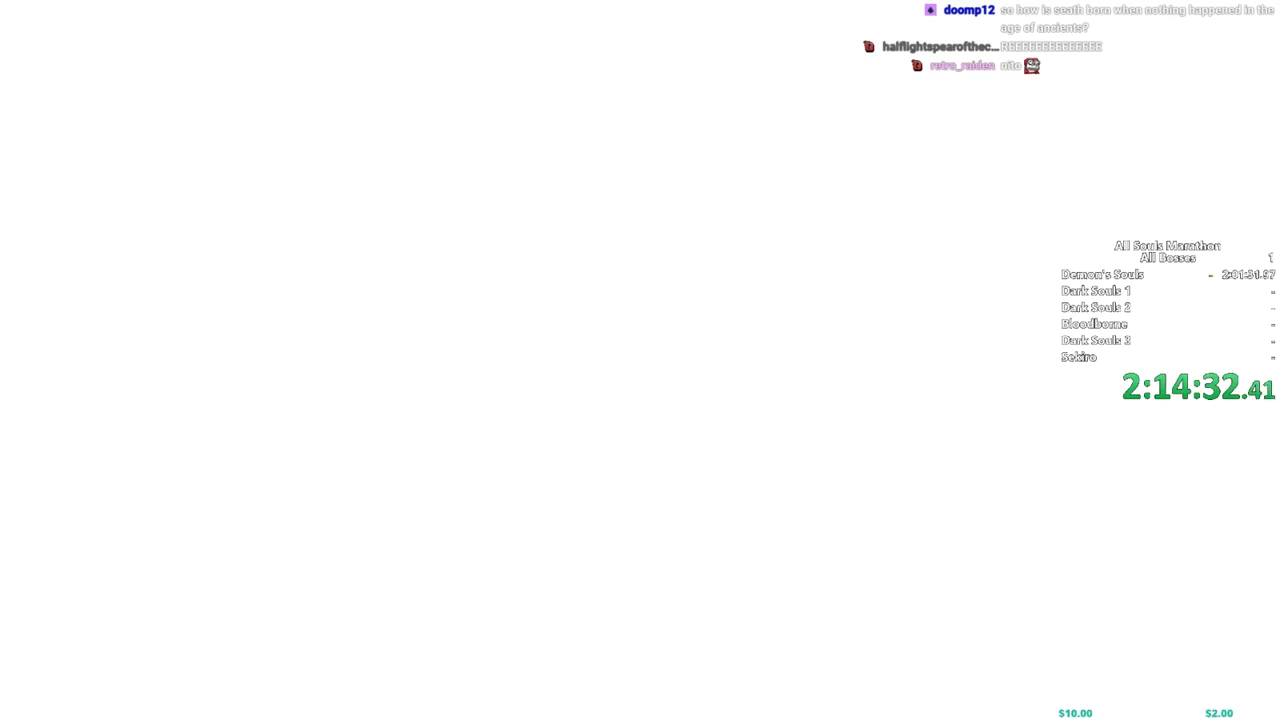 doomp12 so how is seath born when nothing happened in the
age of ancients?
halflightspearofthec... REEEEEEEEEEEEEE
retro_raiden nito
All Souls Marathon
All Bosses 1
Demon's Souls - 2:01:31.97
Dark Souls 1 -
Dark Souls 2 -
Bloodborne -
Dark Souls 3 -
Sekiro -
2:14:32.41
$10.00 $2.00